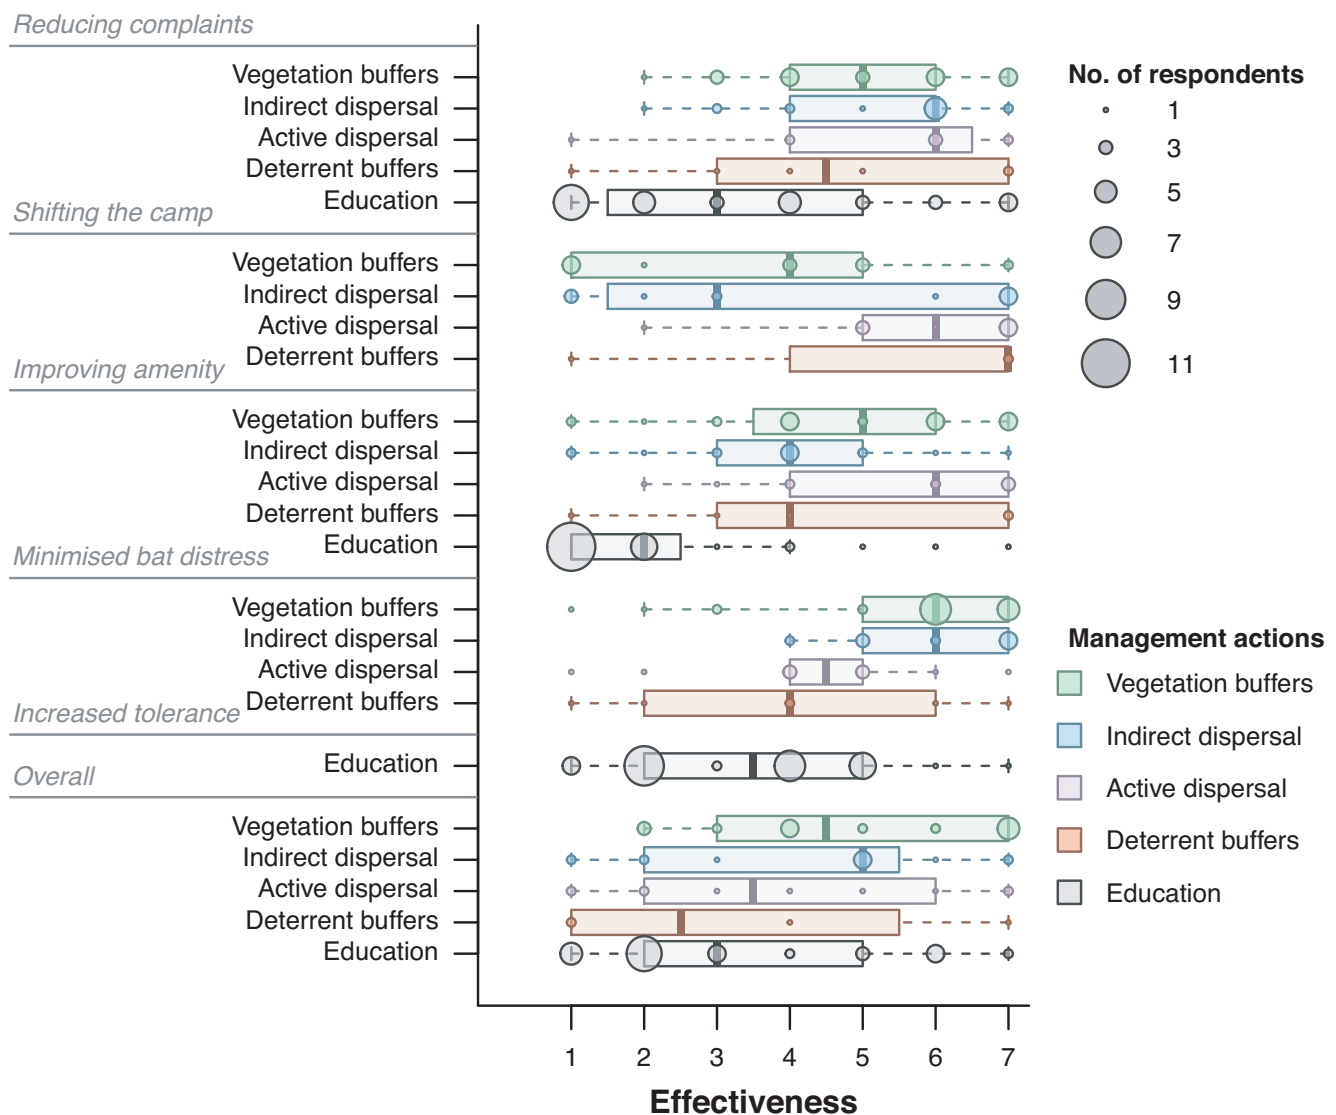 Reducing complaints
Vegetation buffers
Indirect dispersal
Active dispersal
Deterrent buffers
Education
Shifting the camp
Vegetation buffers
Indirect dispersal
Active dispersal
Deterrent buffers
Improving amenity
Vegetation buffers
Indirect dispersal
Active dispersal
Deterrent buffers
Education
Minimised bat distress
Vegetation buffers
Indirect dispersal
Active dispersal
Deterrent buffers
Increased tolerance
Education
Overall
Vegetation buffers
Indirect dispersal
Active dispersal
Deterrent buffers
Education
1 2 3 4 5 6 7
Effectiveness
No. of respondents
1
3
5
7
9
11
Management actions
Vegetation buffers
Indirect dispersal
Active dispersal
Deterrent buffers
Education